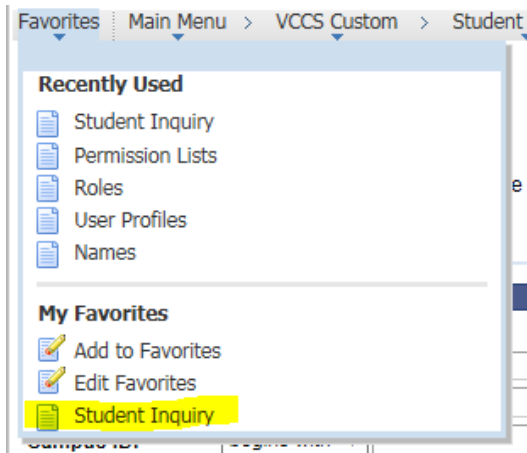 Favorites Main Menu > VCCS Custom > Student
Recently Used
Student Inquiry
Permission Lists
Roles
User Profiles
Names
e
My Favorites
Add to Favorites
Edit Favorites
Student Inquiry